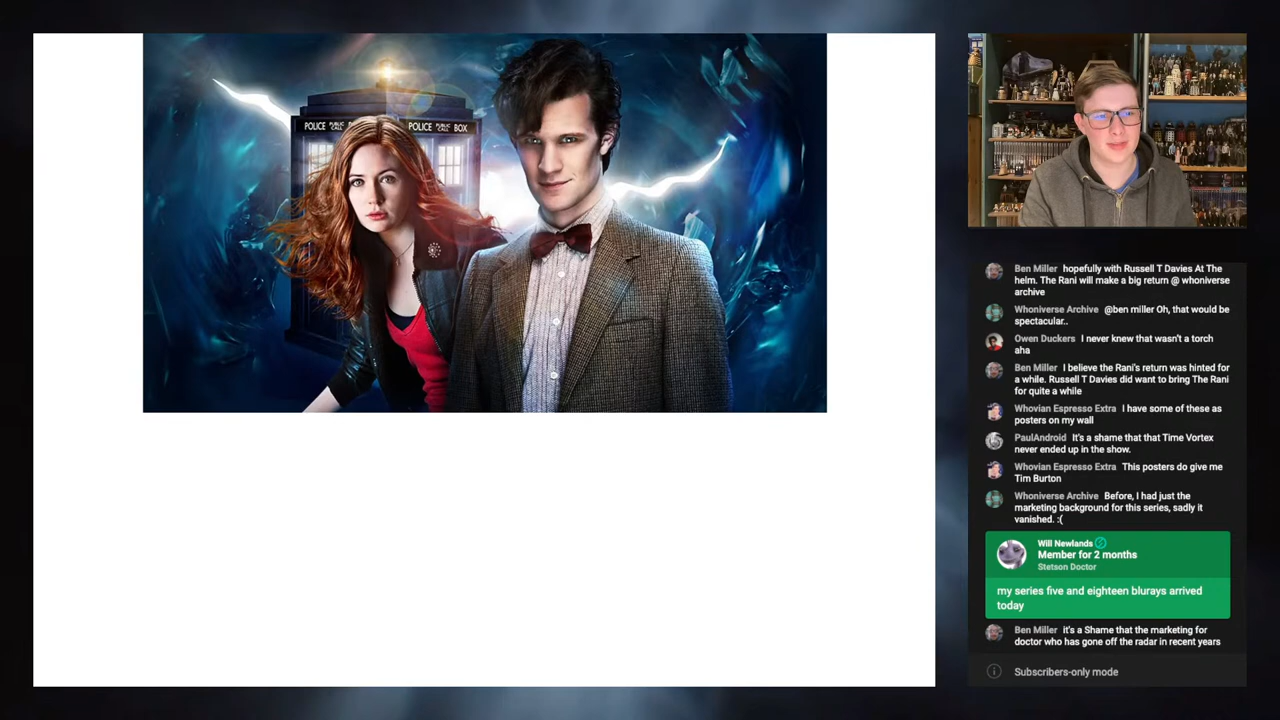 POLICE PUBLIC CALL
POLICE PUBLIC CALL BOX
Ben Miller hopefully with Russell T Davies At The
helm. The Rani will make a big return @ whoniverse
archive
Whoniverse Archive @ben miller Oh, that would be
spectacular..
Owen Duckers I never knew that wasn't a torch
aha
Ben Miller I believe the Rani's return was hinted for
a while. Russell T Davies did want to bring The Rani
for quite a while
Whovian Espresso Extra I have some of these as
posters on my wall
PaulAndroid It's a shame that that Time Vortex
never ended up in the show.
Whovian Espresso Extra This posters do give me
Tim Burton
Whoniverse Archive Before, I had just the
marketing background for this series, sadly it
vanished. :(
Will Newlands
Member for 2 months
Stetson Doctor
my series five and eighteen blurays arrived
today
Ben Miller it's a Shame that the marketing for
doctor who has gone off the radar in recent years
Subscribers-only mode